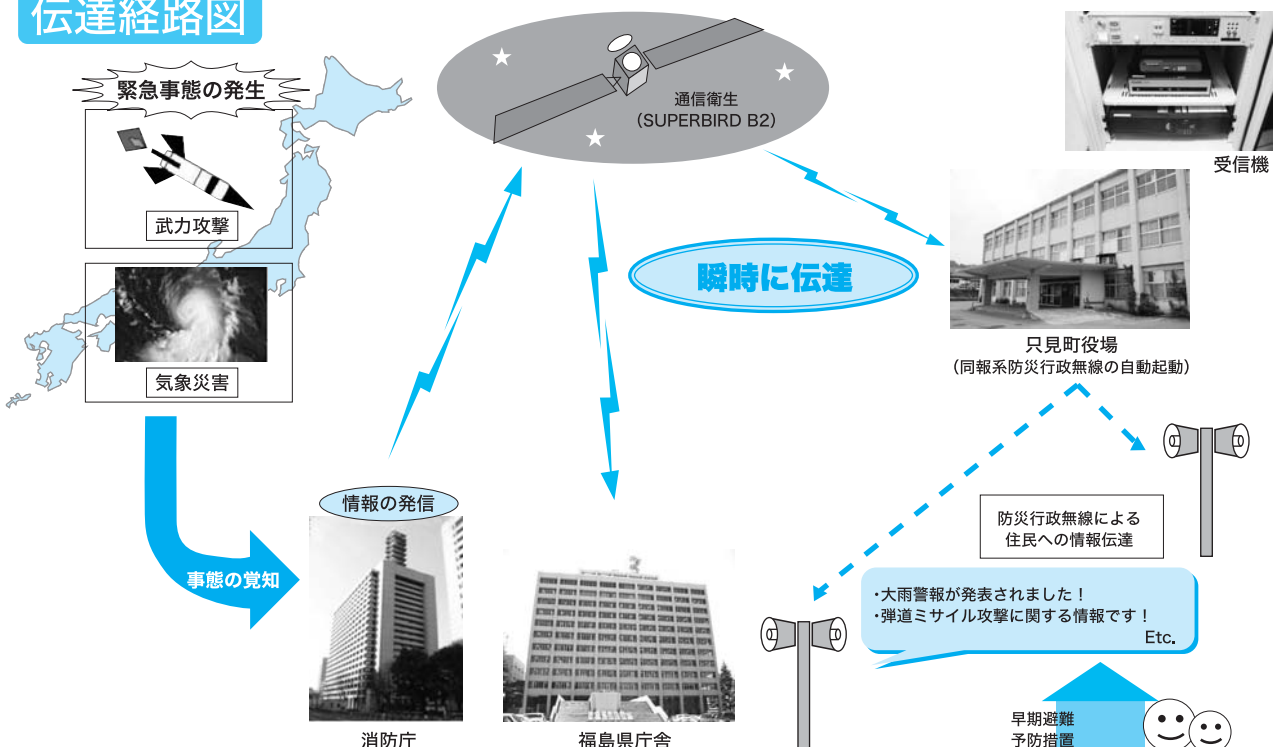 伝達経路図
緊急事態の発生
武力攻撃
気象災害
事態の覚知
通信衛生
（SUPERBIRD B2）
受信機
瞬時に伝達
只見町役場
（同報系防災行政無線の自動起動）
情報の発信
消防庁
福島県庁舎
防災行政無線による
住民への情報伝達
・大雨警報が発表されました！
・弾道ミサイル攻撃に関する情報です！
Etc.
早期避難
予防措置